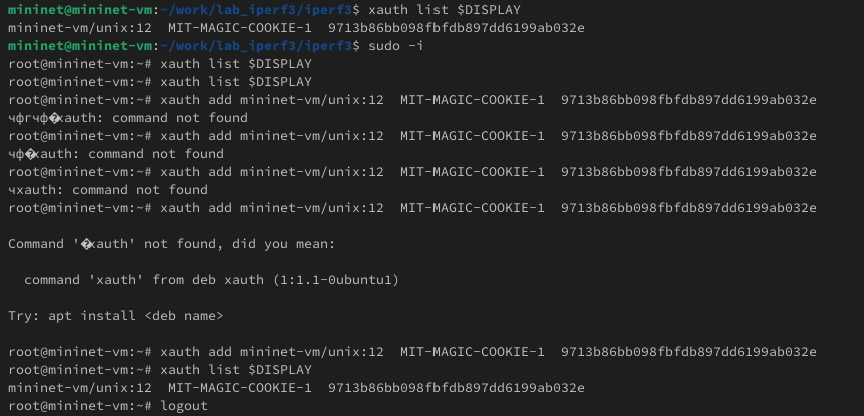 mininet@mininet-vm:~/work/lab_iperf3/iperf3$ xauth list $DISPLAY
mininet-vm/unix:12  MIT-MAGIC-COOKIE-1  9713b86bb098fbfdb897dd6199ab032e
mininet@mininet-vm:~/work/lab_iperf3/iperf3$ sudo -i
root@mininet-vm:~# xauth list $DISPLAY
root@mininet-vm:~# xauth list $DISPLAY
root@mininet-vm:~# xauth add mininet-vm/unix:12  MIT-MAGIC-COOKIE-1  9713b86bb098fbfdb897dd6199ab032e
чфгчф�xauth: command not found
root@mininet-vm:~# xauth add mininet-vm/unix:12  MIT-MAGIC-COOKIE-1  9713b86bb098fbfdb897dd6199ab032e
чф�xauth: command not found
root@mininet-vm:~# xauth add mininet-vm/unix:12  MIT-MAGIC-COOKIE-1  9713b86bb098fbfdb897dd6199ab032e
чxauth: command not found
root@mininet-vm:~# xauth add mininet-vm/unix:12  MIT-MAGIC-COOKIE-1  9713b86bb098fbfdb897dd6199ab032e
Command '�xauth' not found, did you mean:
command 'xauth' from deb xauth (1:1.1-0ubuntu1)
Try: apt install <deb name>
root@mininet-vm:~# xauth add mininet-vm/unix:12  MIT-MAGIC-COOKIE-1  9713b86bb098fbfdb897dd6199ab032e
root@mininet-vm:~# xauth list $DISPLAY
mininet-vm/unix:12  MIT-MAGIC-COOKIE-1  9713b86bb098fbfdb897dd6199ab032e
root@mininet-vm:~# logout